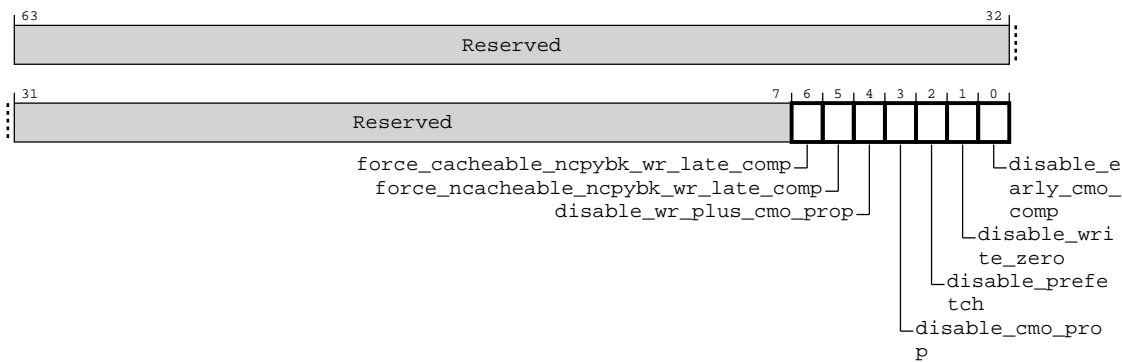 63 32
Reserved
31 7 6 5 4 3 2 1 0
Reserved
force_cacheable_ncpybk_wr_late_comp
force_ncacheable_ncpybk_wr_late_comp
disable_wr_plus_cmo_prop
disable_e
arly_cmo_
comp
disable_wri
te_zero
disable_prefe
tch
disable_cmo_pro
p